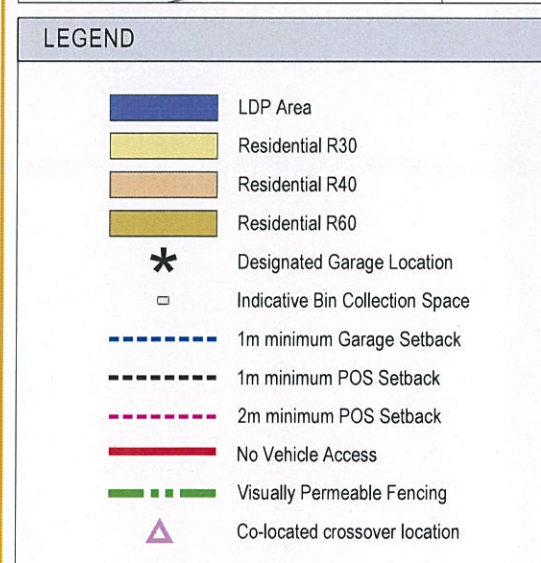 LEGEND
LDP Area
Residential R30
Residential R40
Residential R60
Designated Garage Location
Indicative Bin Collection Space
1m minimum Garage Setback
1m minimum POS Setback
2m minimum POS Setback
No Vehicle Access
Visually Permeable Fencing
Co-located crossover location